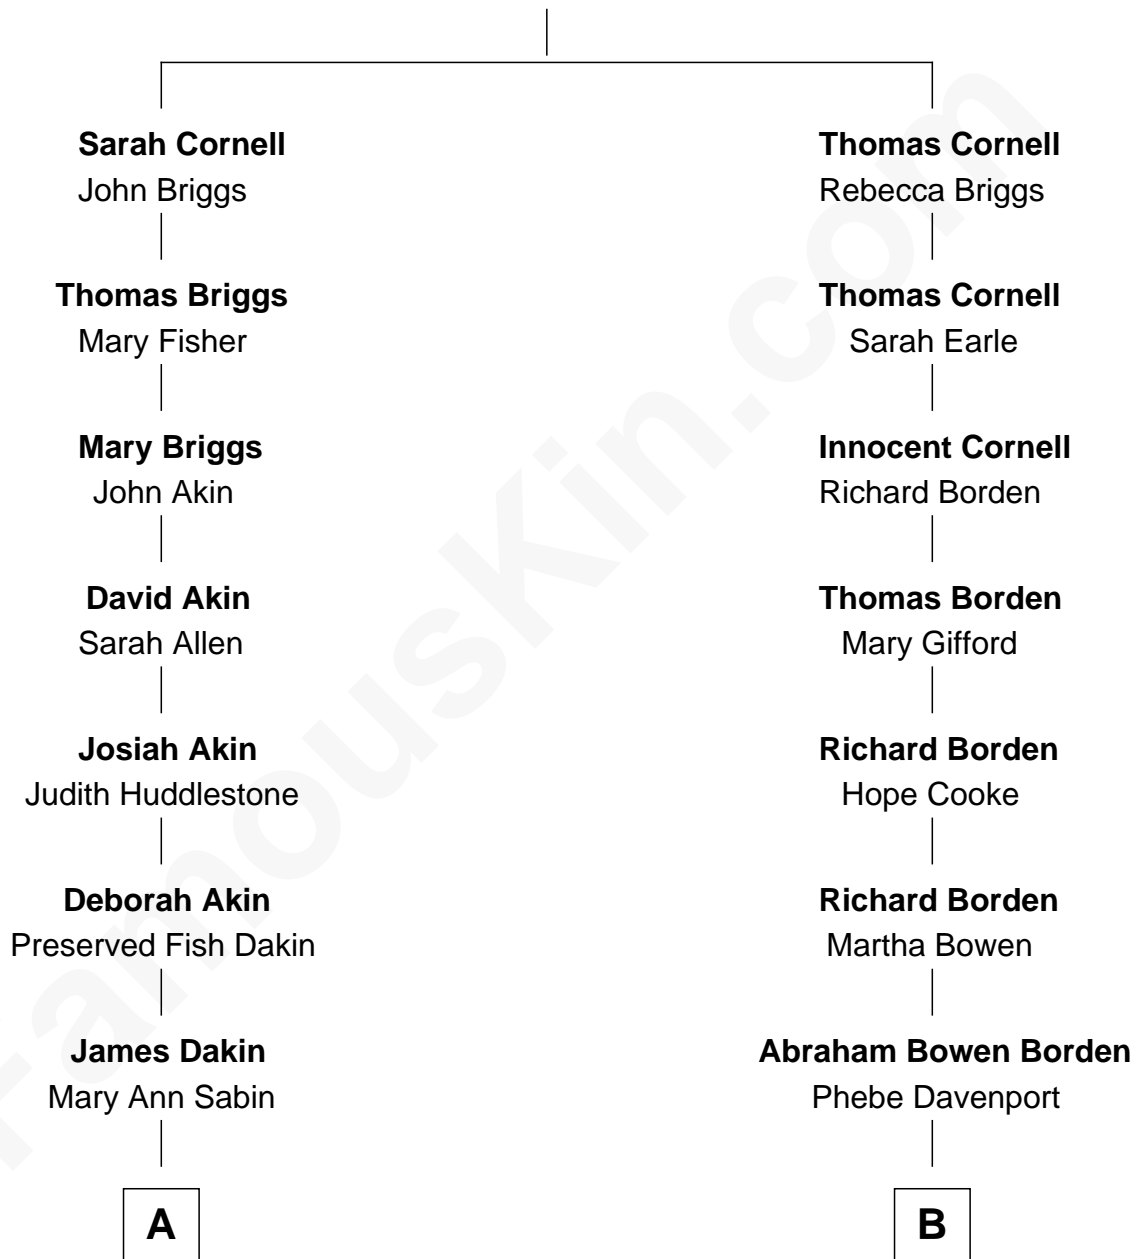 Sarah Cornell
John Briggs
Thomas Cornell
Rebecca Briggs
Thomas Briggs
Mary Fisher
Thomas Cornell
Sarah Earle
Mary Briggs
John Akin
Innocent Cornell
Richard Borden
David Akin
Sarah Allen
Thomas Borden
Mary Gifford
Josiah Akin
Judith Huddlestone
Richard Borden
Hope Cooke
Deborah Akin
Preserved Fish Dakin
Richard Borden
Martha Bowen
James Dakin
Mary Ann Sabin
Abraham Bowen Borden
Phebe Davenport
A
B
FamousKin.com